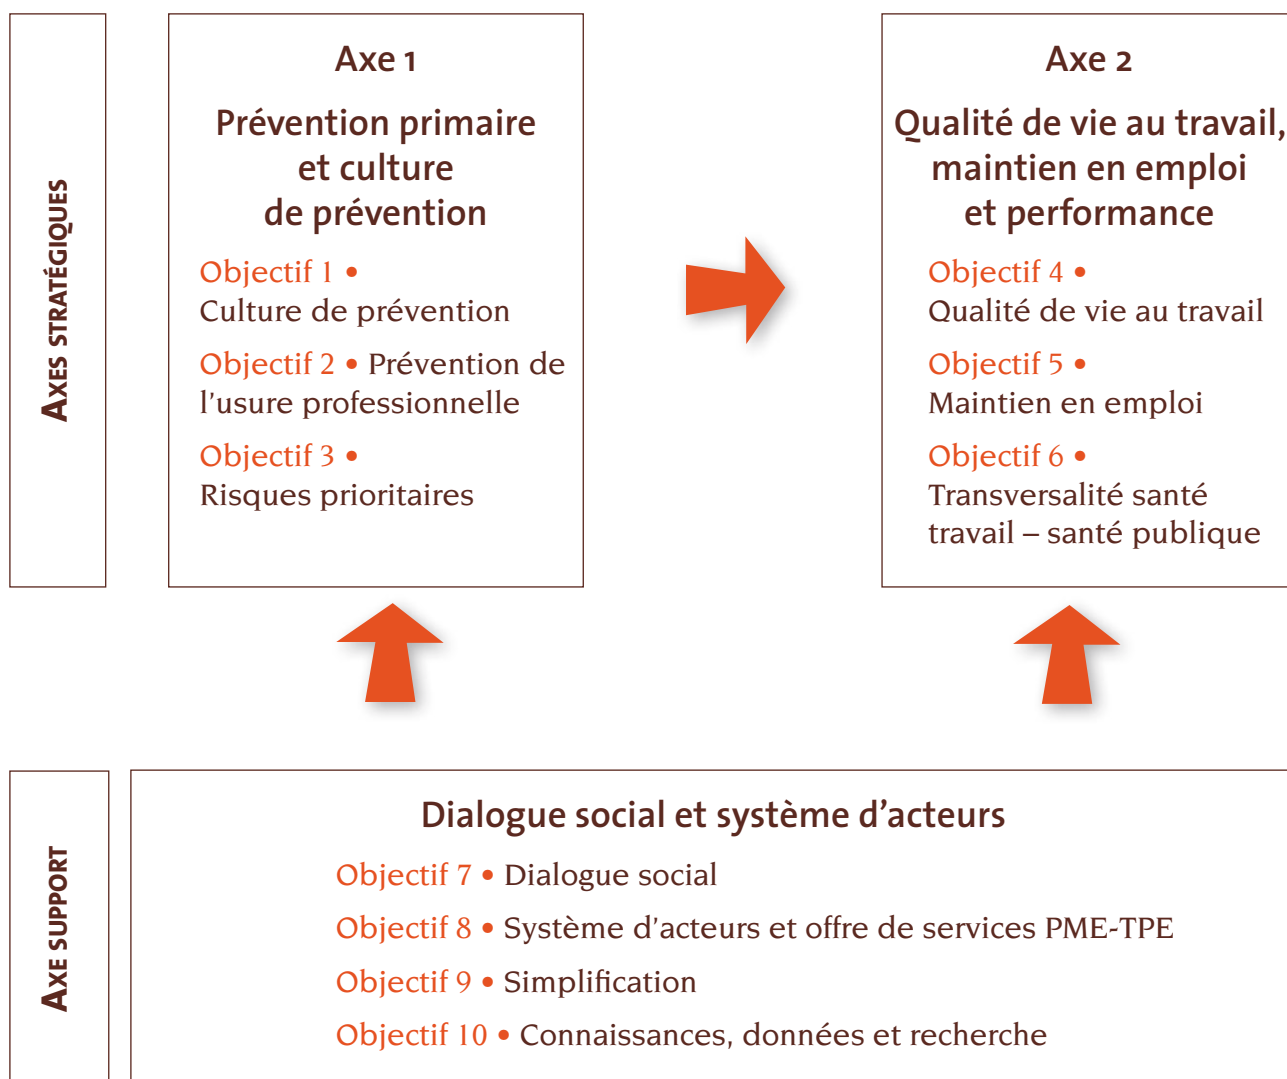 AXES STRATÉGIQUES
Axe 1
Prévention primaire
et culture
de prévention
Objectif 1 •
Culture de prévention
Objectif 2 • Prévention de
l’usure professionnelle
Objectif 3 •
Risques prioritaires
Axe 2
Qualité de vie au travail,
maintien en emploi
et performance
Objectif 4 •
Qualité de vie au travail
Objectif 5 •
Maintien en emploi
Objectif 6 •
Transversalité santé
travail – santé publique
AXE SUPPORT
Dialogue social et système d’acteurs
Objectif 7 • Dialogue social
Objectif 8 • Système d’acteurs et offre de services PME-TPE
Objectif 9 • Simplification
Objectif 10 • Connaissances, données et recherche